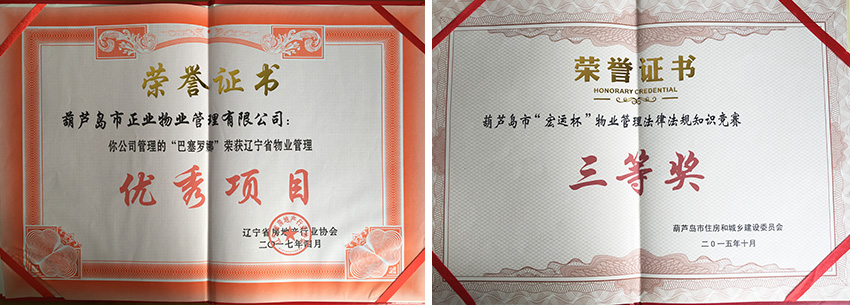 荣誉证书
葫芦岛市正业物业管理有限公司：
你公司管理的“巴塞罗娜”荣获辽宁省物业管理
优秀项目
辽宁省房地产行业协会
二〇一七年四月
荣誉证书
HONORARY CREDENTIAL
葫芦岛市“宏运杯”物业管理法律法规知识竞赛
三等奖
葫芦岛市住房和城乡建设委员会
二〇一五年十月